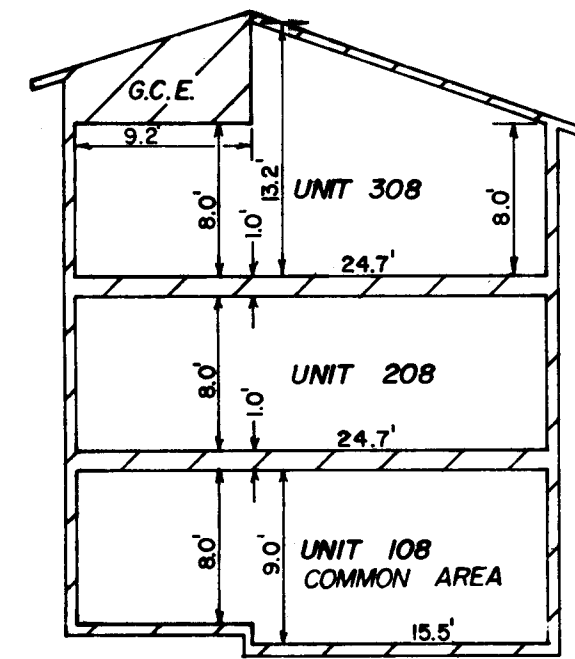 G.C.E.
9.2'
8.0'
1.0'
13.2'
UNIT 308
8.0'
24.7'
8.0'
1.0'
UNIT 208
24.7'
8.0'
9.0'
UNIT 108
COMMON AREA
15.5'